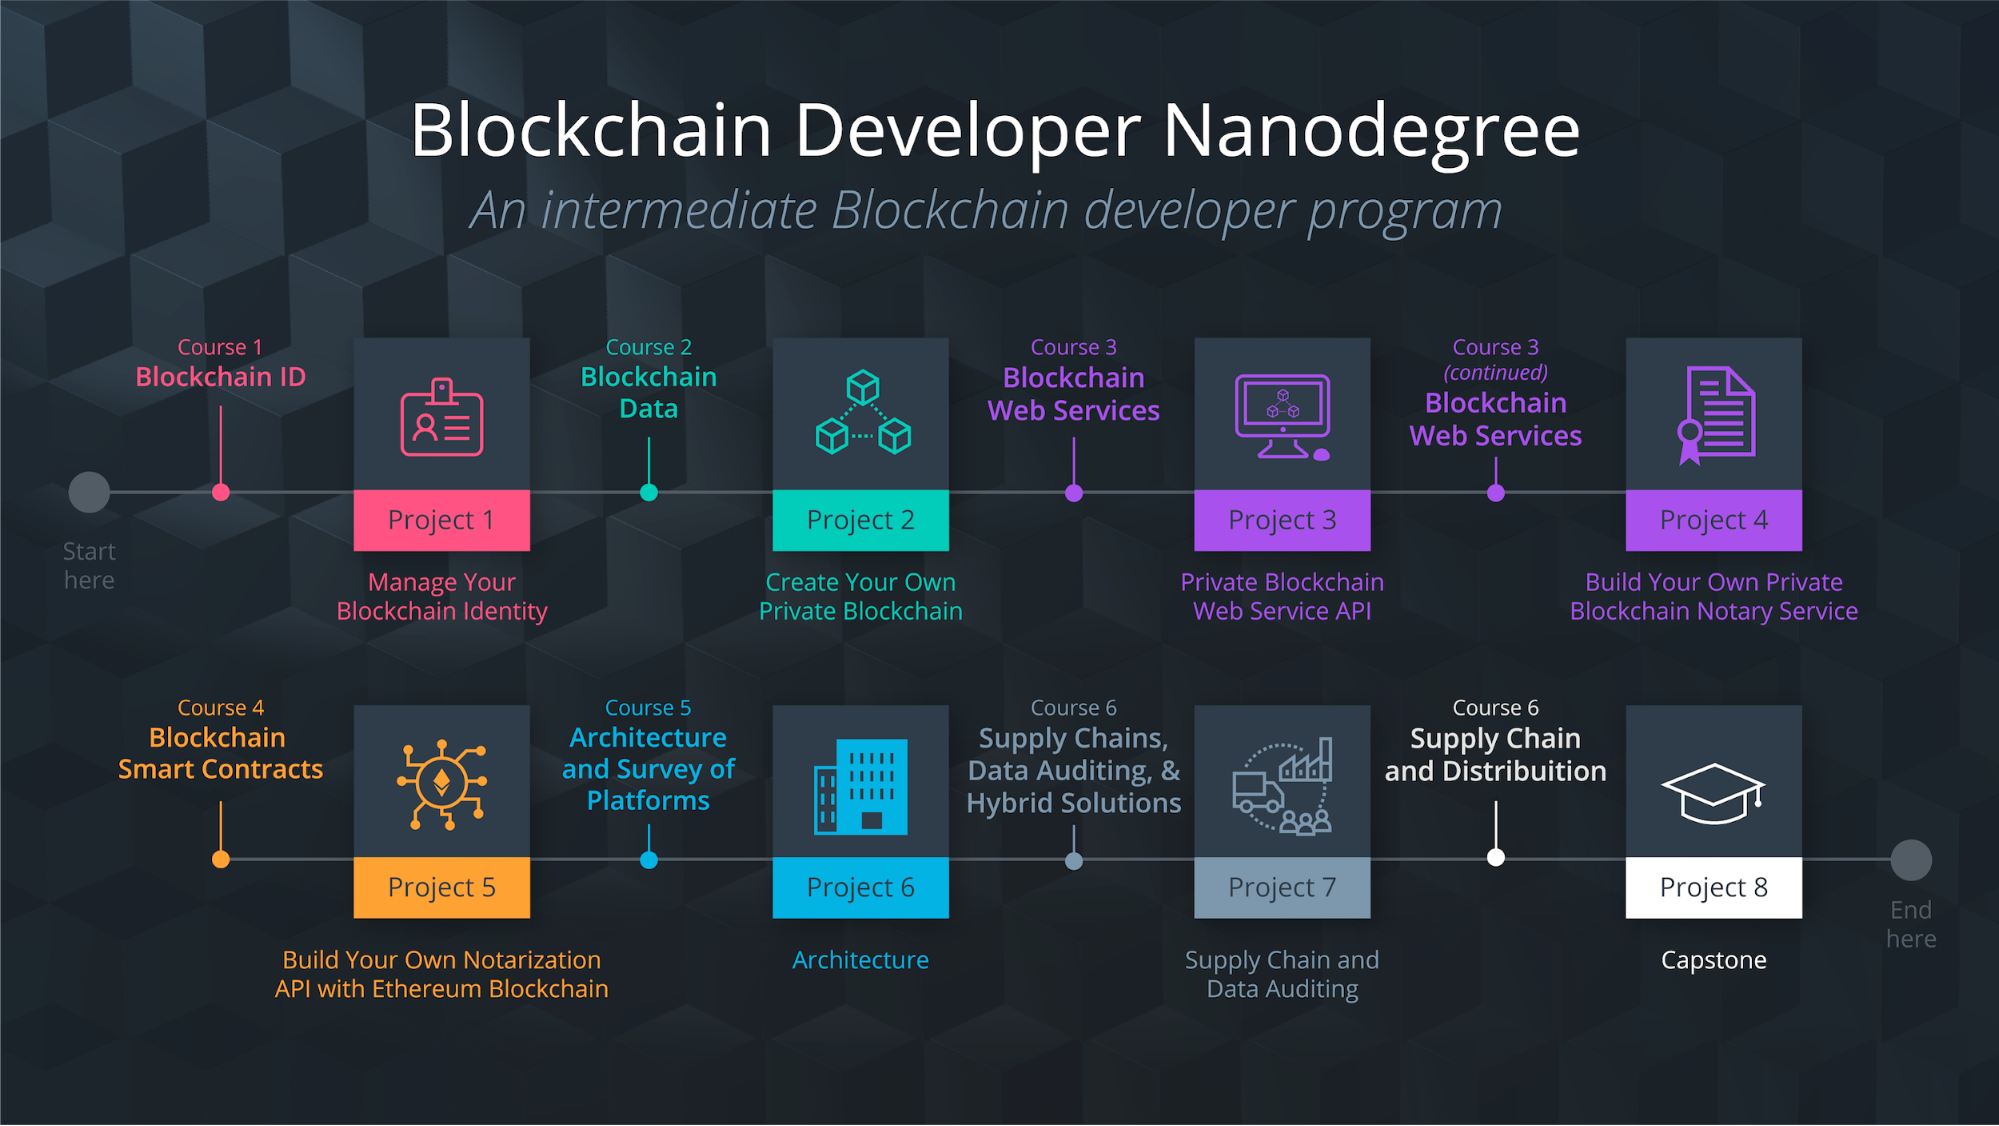 Blockchain Developer Nanodegree
An intermediate Blockchain developer program
Start
here
Course 1
Blockchain ID
Project 1
Manage Your
Blockchain Identity
Course 2
Blockchain
Data
Project 2
Create Your Own
Private Blockchain
Course 3
Blockchain
Web Services
Project 3
Private Blockchain
Web Service API
Course 3
(continued)
Blockchain
Web Services
Project 4
Build Your Own Private
Blockchain Notary Service
Course 4
Blockchain
Smart Contracts
Project 5
Build Your Own Notarization
API with Ethereum Blockchain
Course 5
Architecture
and Survey of
Platforms
Project 6
Architecture
Course 6
Supply Chains,
Data Auditing, &
Hybrid Solutions
Project 7
Supply Chain and
Data Auditing
Course 6
Supply Chain
and Distribuition
Project 8
Capstone
End
here